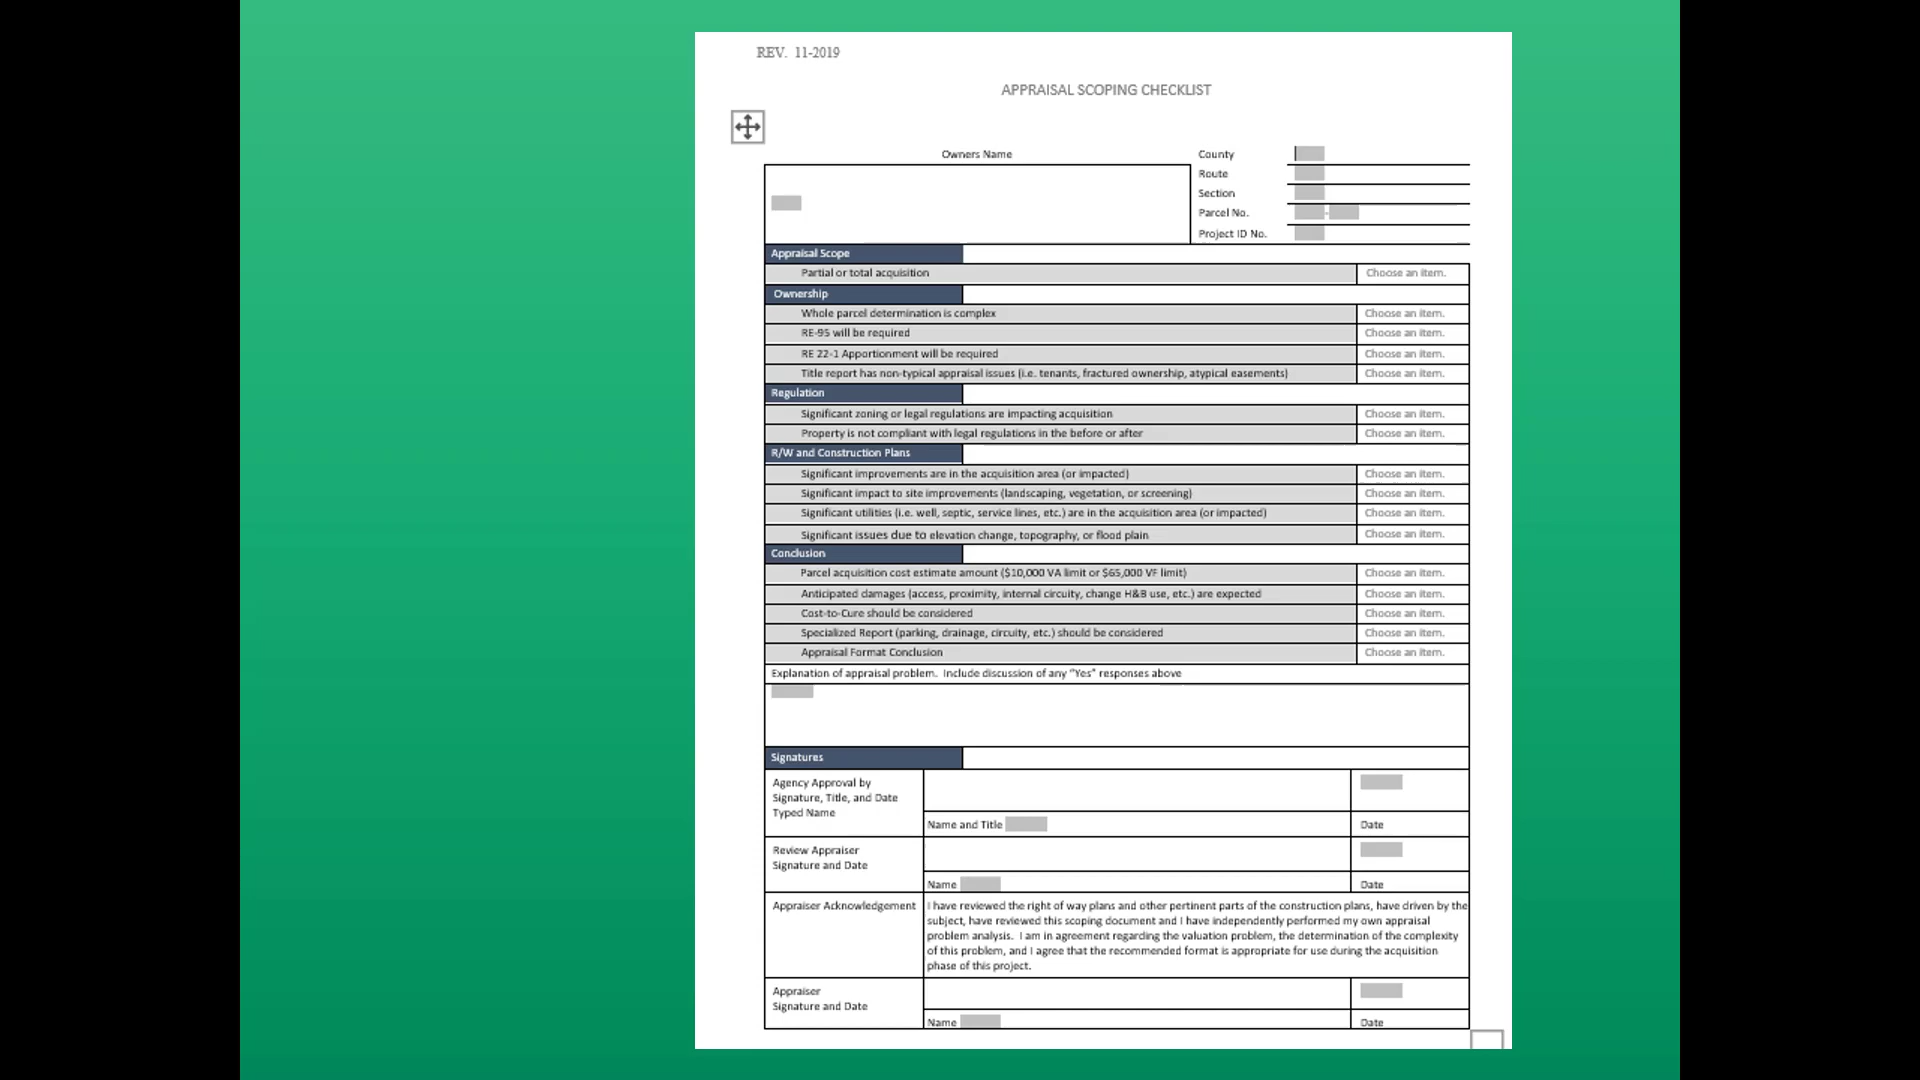 REV. 11-2019
APPRAISAL SCOPING CHECKLIST
Owners Name
County
Route
Section
Parcel No.
-
Project ID No.
Appraisal Scope
Partial or total acquisition Choose an item.
Ownership
Whole parcel determination is complex Choose an item.
RE-95 will be required Choose an item.
RE 22-1 Apportionment will be required Choose an item.
Title report has non-typical appraisal issues (i.e. tenants, fractured ownership, atypical easements) Choose an item.
Regulation
Significant zoning or legal regulations are impacting acquisition Choose an item.
Property is not compliant with legal regulations in the before or after Choose an item.
R/W and Construction Plans
Significant improvements are in the acquisition area (or impacted) Choose an item.
Significant impact to site improvements (landscaping, vegetation, or screening) Choose an item.
Significant utilities (i.e. well, septic, service lines, etc.) are in the acquisition area (or impacted) Choose an item.
Significant issues due to elevation change, topography, or flood plain Choose an item.
Conclusion
Parcel acquisition cost estimate amount ($10,000 VA limit or $65,000 VF limit) Choose an item.
Anticipated damages (access, proximity, internal circuity, change H&B use, etc.) are expected Choose an item.
Cost-to-Cure should be considered Choose an item.
Specialized Report (parking, drainage, circuity, etc.) should be considered Choose an item.
Appraisal Format Conclusion Choose an item.
Explanation of appraisal problem. Include discussion of any "Yes" responses above
Signatures
Agency Approval by
Signature, Title, and Date
Typed Name
Name and Title
Date
Review Appraiser
Signature and Date
Name
Date
Appraiser Acknowledgement
I have reviewed the right of way plans and other pertinent parts of the construction plans, have driven by the
subject, have reviewed this scoping document and I have independently performed my own appraisal
problem analysis. I am in agreement regarding the valuation problem, the determination of the complexity
of this problem, and I agree that the recommended format is appropriate for use during the acquisition
phase of this project.
Appraiser
Signature and Date
Name
Date